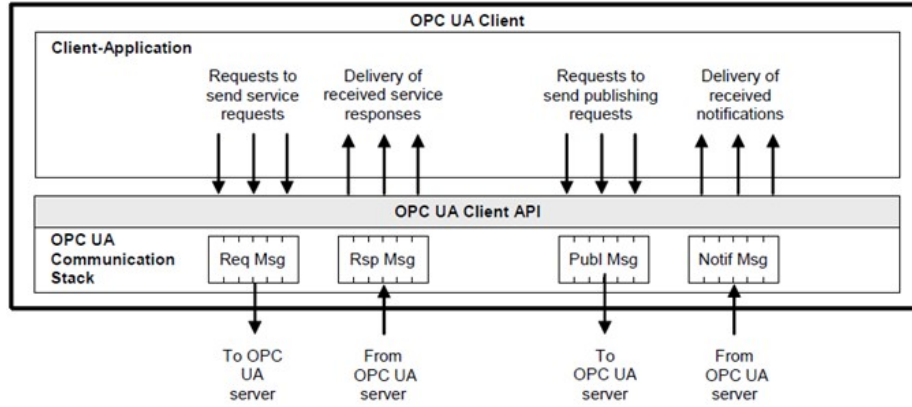 OPC UA Client
Client-Application
Requests to
send service
requests
Delivery of
received service
responses
Requests to
send publishing
requests
Delivery of
received
notifications
OPC UA Client API
OPC UA
Communication
Stack
Req Msg
Rsp Msg
Publ Msg
Notif Msg
To OPC
UA
server
From
OPC UA
server
To
OPC UA
server
From
OPC UA
server